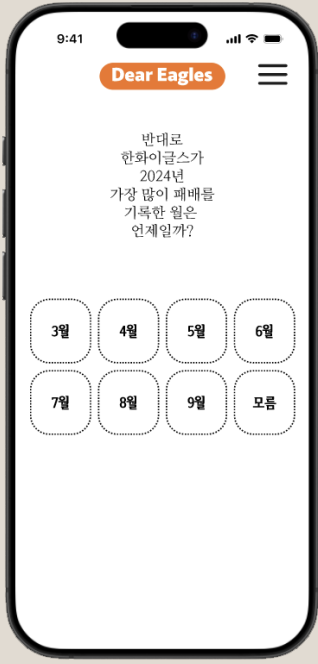 9:41
Dear Eagles
반대로
한화이글스가
2024년
가장 많이 패배를
기록한 월은
언제일까?
3월 4월 5월 6월
7월 8월 9월 모름